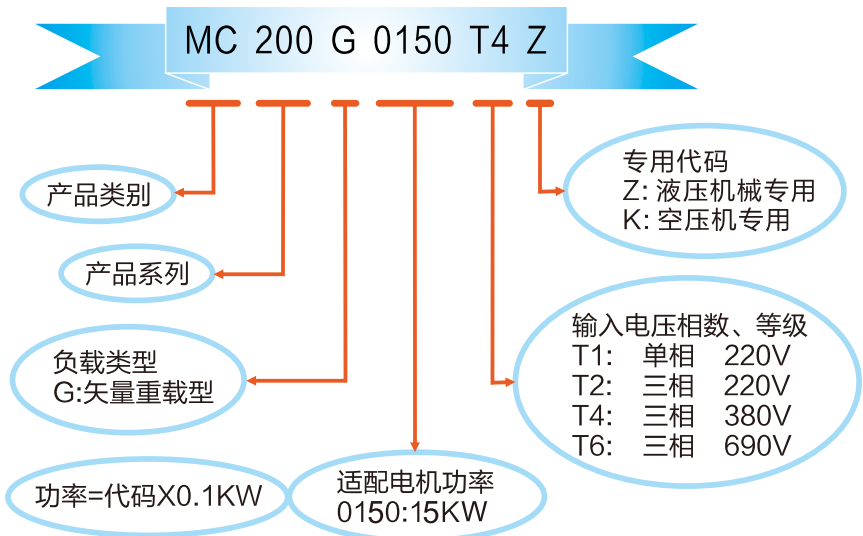 MC 200 G 0150 T4 Z
产品类别
产品系列
负载类型
G:矢量重载型
功率=代码X0.1KW
适配电机功率
0150:15KW
专用代码
Z: 液压机械专用
K: 空压机专用
输入电压相数、等级
T1: 单相 220V
T2: 三相 220V
T4: 三相 380V
T6: 三相 690V